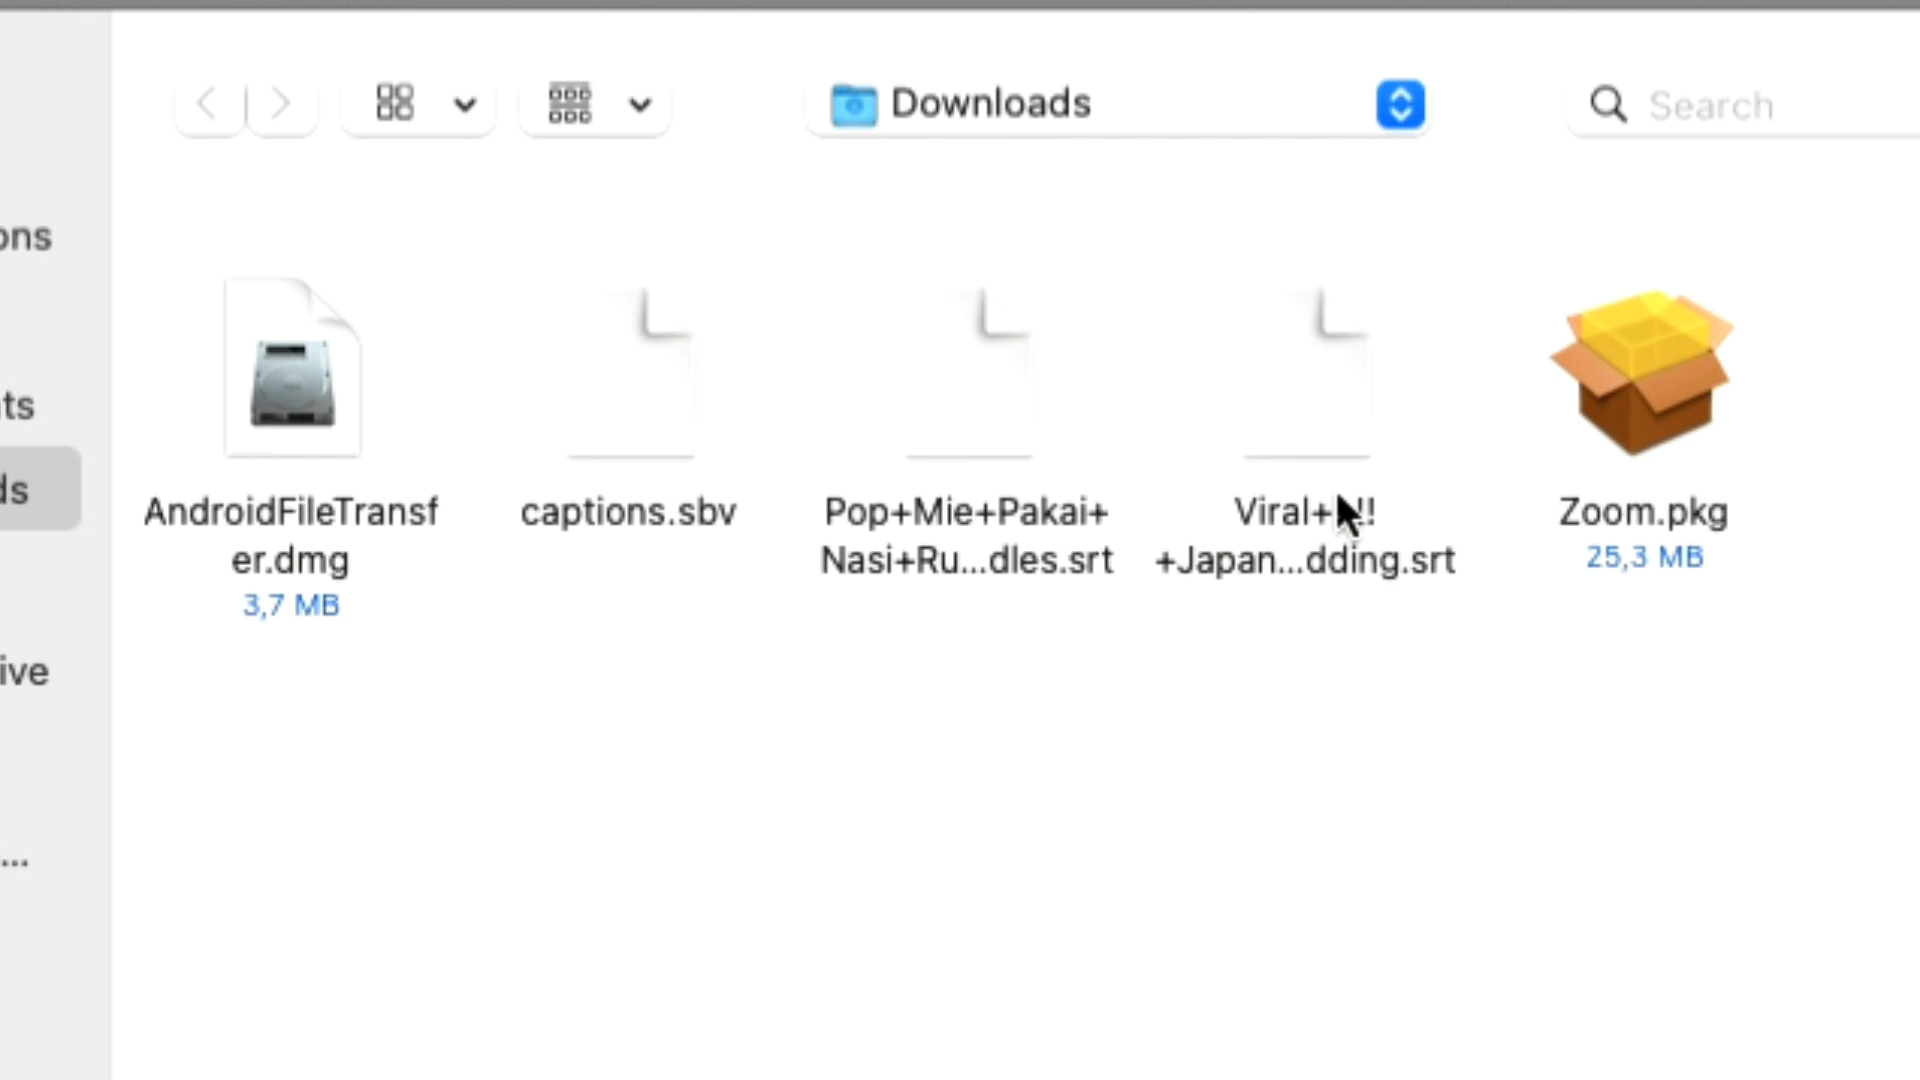 Downloads
Search
ons
ts
ds
ive
...
AndroidFileTransf
er.dmg
3,7 MB
captions.sbv
Pop+Mie+Pakai+
Nasi+Ru...dles.srt
Viral+!!
+Japan...dding.srt
Zoom.pkg
25,3 MB